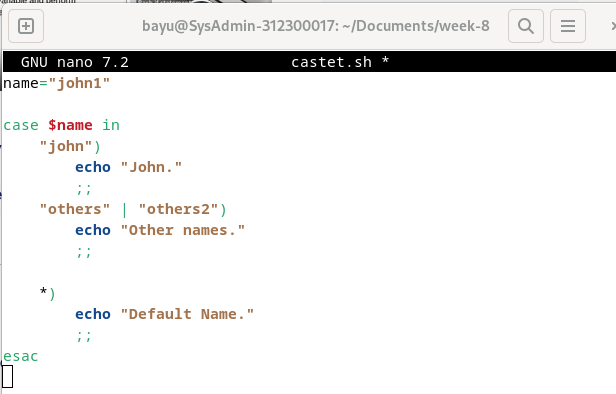 bayu@SysAdmin-312300017: ~/Documents/week-8
GNU nano 7.2 castet.sh *
name="john1"
case $name in
"john")
echo "John."
;;
"others" | "others2")
echo "Other names."
;;
*)
echo "Default Name."
;;
esac